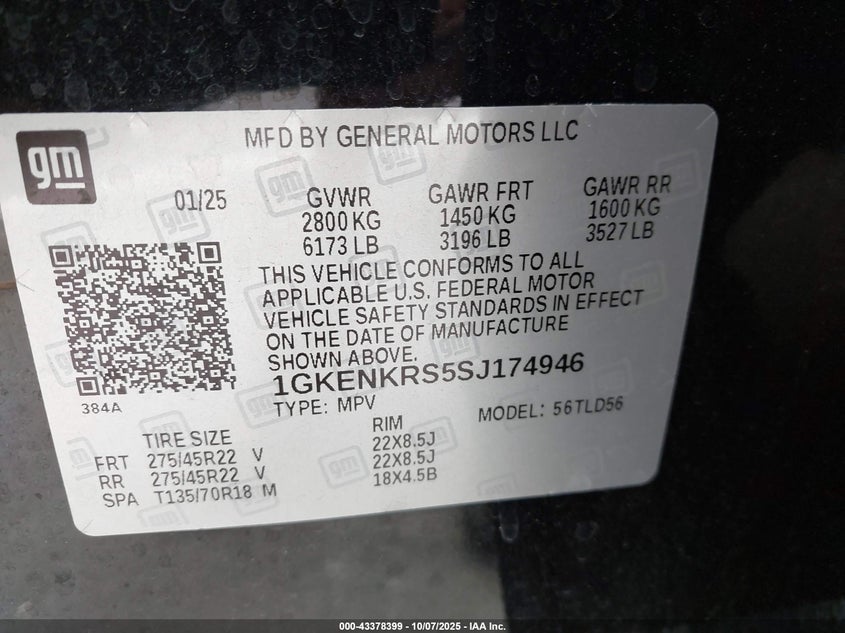 gm
MFD BY GENERAL MOTORS LLC
01/25
GVWR
2800 KG
6173 LB
GAWR FRT
1450 KG
3196 LB
GAWR RR
1600 KG
3527 LB
THIS VEHICLE CONFORMS TO ALL
APPLICABLE U.S. FEDERAL MOTOR
VEHICLE SAFETY STANDARDS IN EFFECT
ON THE DATE OF MANUFACTURE
SHOWN ABOVE.
1GKENKRS5SJ174946
384A
TYPE: MPV
MODEL: 56TLD56
TIRE SIZE
RIM
FRT 275/45R22 V 22X8.5J
RR 275/45R22 V 22X8.5J
SPA T135/70R18 M 18X4.5B
000-43378399 - 10/07/2025 - IAA Inc.